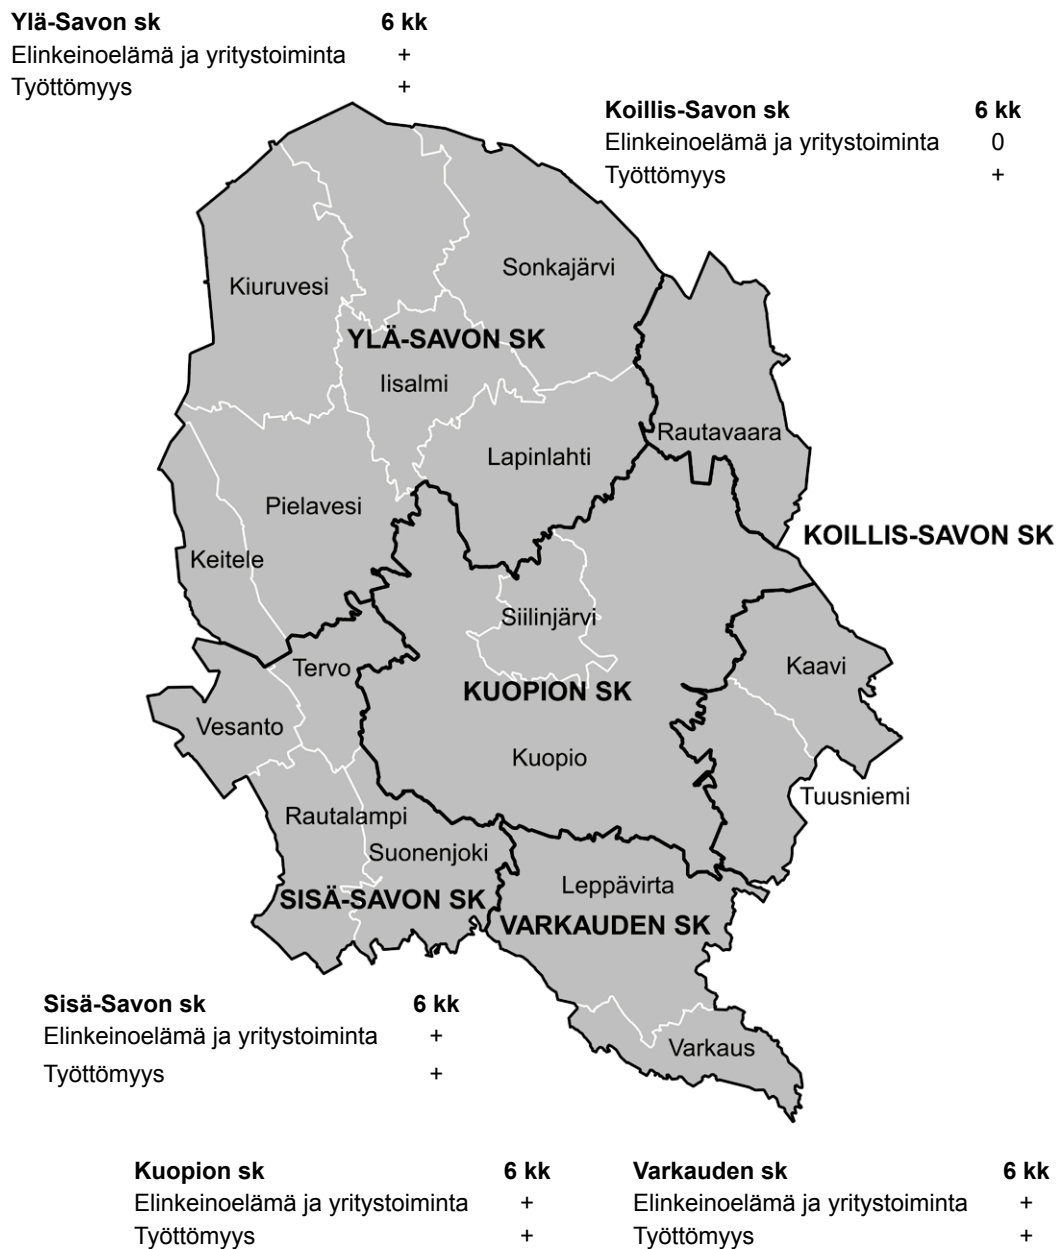 Ylä-Savon sk 6 kk
Elinkeinoelämä ja yritystoiminta +
Työttömyys +
Koillis-Savon sk 6 kk
Elinkeinoelämä ja yritystoiminta 0
Työttömyys +
Sonkajärvi
Kiuruvesi
YLÄ-SAVON SK
Iisalmi
Rautavaara
Lapinlahti
Pielavesi
KOILLIS-SAVON SK
Keitele
Siilinjärvi
Tervo
Kaavi
KUOPION SK
Vesanto
Kuopio
Tuusniemi
Rautalampi
Suonenjoki
Leppävirta
SISÄ-SAVON SK
VARKAUDEN SK
Sisä-Savon sk 6 kk
Elinkeinoelämä ja yritystoiminta +
Työttömyys +
Varkaus
Kuopion sk 6 kk
Elinkeinoelämä ja yritystoiminta +
Työttömyys +
Varkauden sk 6 kk
Elinkeinoelämä ja yritystoiminta +
Työttömyys +